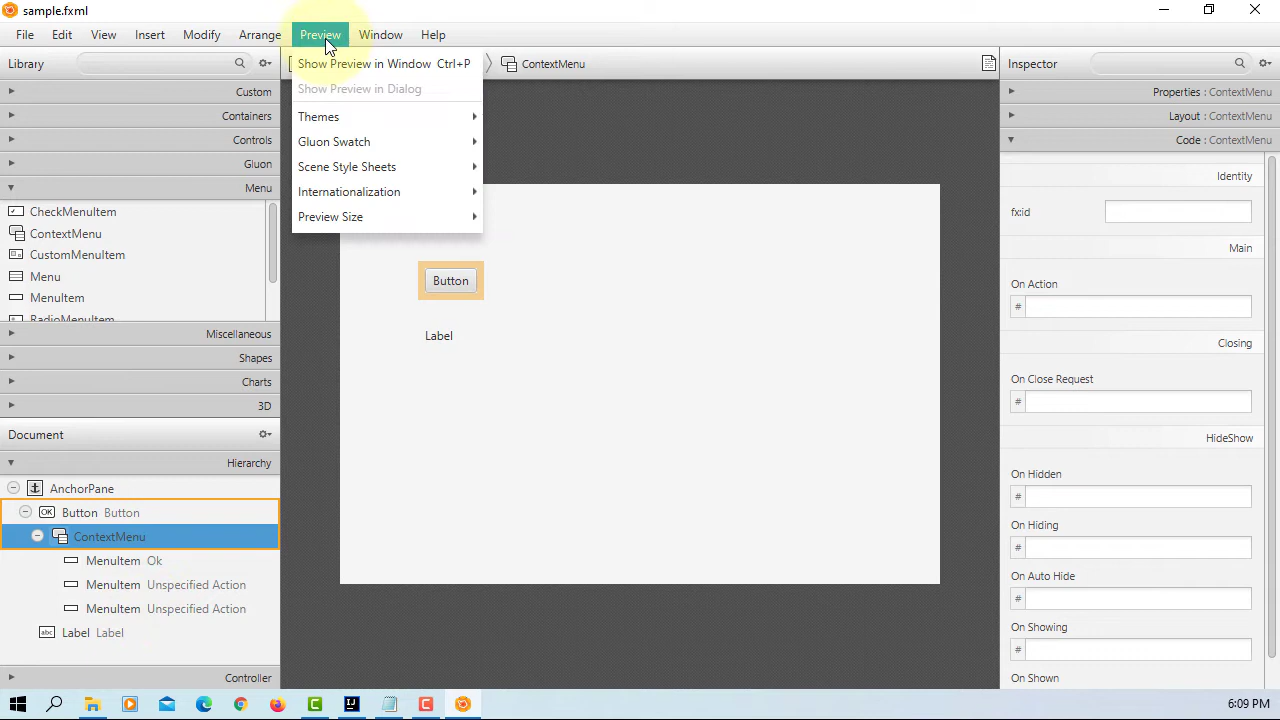 sample.fxml
File Edit View Insert Modify Arrange Preview Window Help
Library
Custom
Containers
Controls
Gluon
Menu
CheckMenuItem
ContextMenu
CustomMenuItem
Menu
MenuItem
RadioMenuItem
Miscellaneous
Shapes
Charts
3D
Document
Hierarchy
AnchorPane
OK Button Button
ContextMenu
MenuItem Ok
MenuItem Unspecified Action
MenuItem Unspecified Action
abc Label Label
Controller
Show Preview in Window Ctrl+P
Show Preview in Dialog
Themes
Gluon Swatch
Scene Style Sheets
Internationalization
Preview Size
ContextMenu
Button
Label
Inspector
Properties : ContextMenu
Layout : ContextMenu
Code : ContextMenu
Identity
fx:id
Main
On Action
#
Closing
On Close Request
#
HideShow
On Hidden
#
On Hiding
#
On Auto Hide
#
On Showing
#
On Shown
IJ C C
6:09 PM